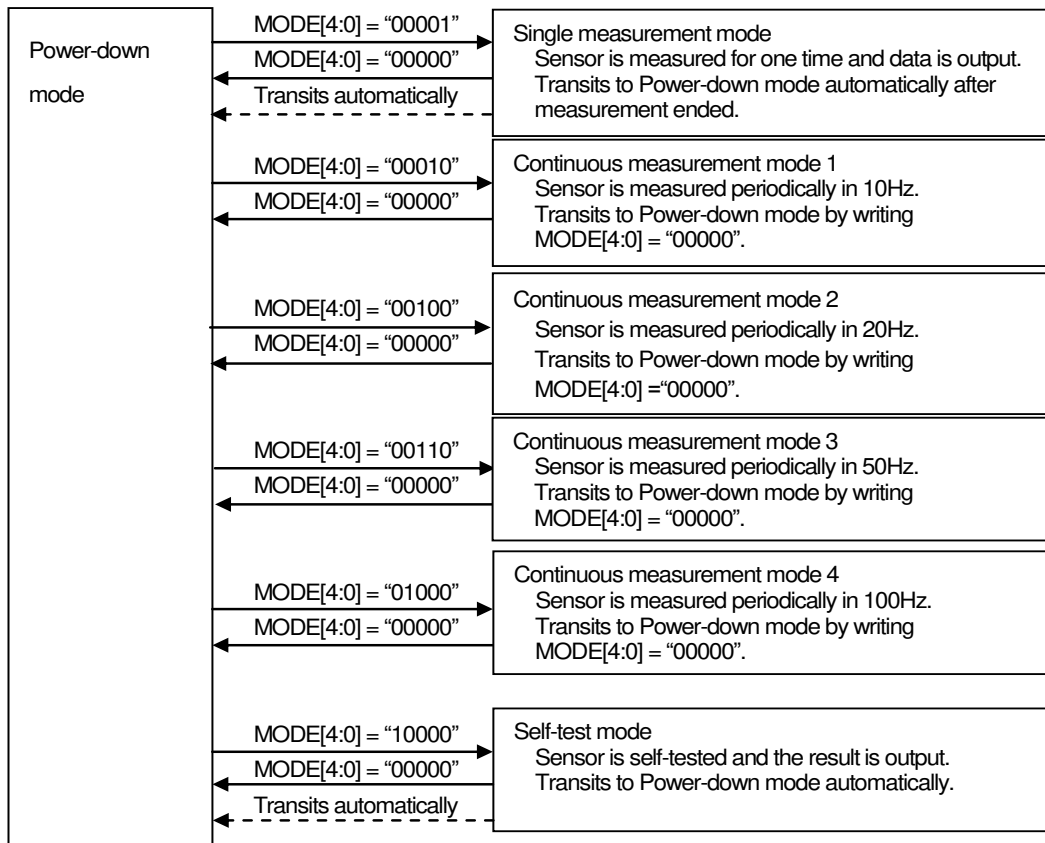 Power-down
mode
MODE[4:0] = “00001”
MODE[4:0] = “00000”
Transits automatically
Single measurement mode
Sensor is measured for one time and data is output.
Transits to Power-down mode automatically after
measurement ended.
MODE[4:0] = “00010”
MODE[4:0] = “00000”
Continuous measurement mode 1
Sensor is measured periodically in 10Hz.
Transits to Power-down mode by writing
MODE[4:0] = “00000”.
MODE[4:0] = “00100”
MODE[4:0] = “00000”
Continuous measurement mode 2
Sensor is measured periodically in 20Hz.
Transits to Power-down mode by writing
MODE[4:0] =“00000”.
MODE[4:0] = “00110”
MODE[4:0] = “00000”
Continuous measurement mode 3
Sensor is measured periodically in 50Hz.
Transits to Power-down mode by writing
MODE[4:0] = “00000”.
MODE[4:0] = “01000”
MODE[4:0] = “00000”
Continuous measurement mode 4
Sensor is measured periodically in 100Hz.
Transits to Power-down mode by writing
MODE[4:0] = “00000”.
MODE[4:0] = “10000”
MODE[4:0] = “00000”
Transits automatically
Self-test mode
Sensor is self-tested and the result is output.
Transits to Power-down mode automatically.